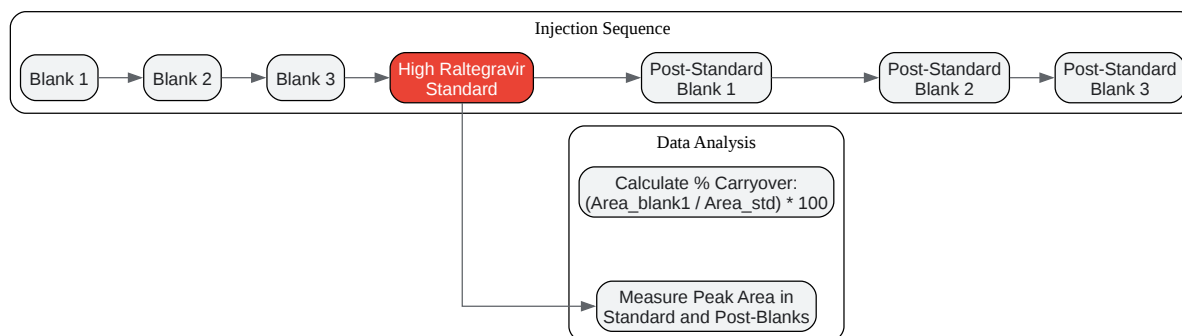 Injection Sequence
Blank 1
Blank 2
Blank 3
High Raltegravir
Standard
Post-Standard
Blank 1
Post-Standard
Blank 2
Post-Standard
Blank 3
Data Analysis
Calculate % Carryover:
(Area_blank1 / Area_std) * 100
Measure Peak Area in
Standard and Post-Blanks